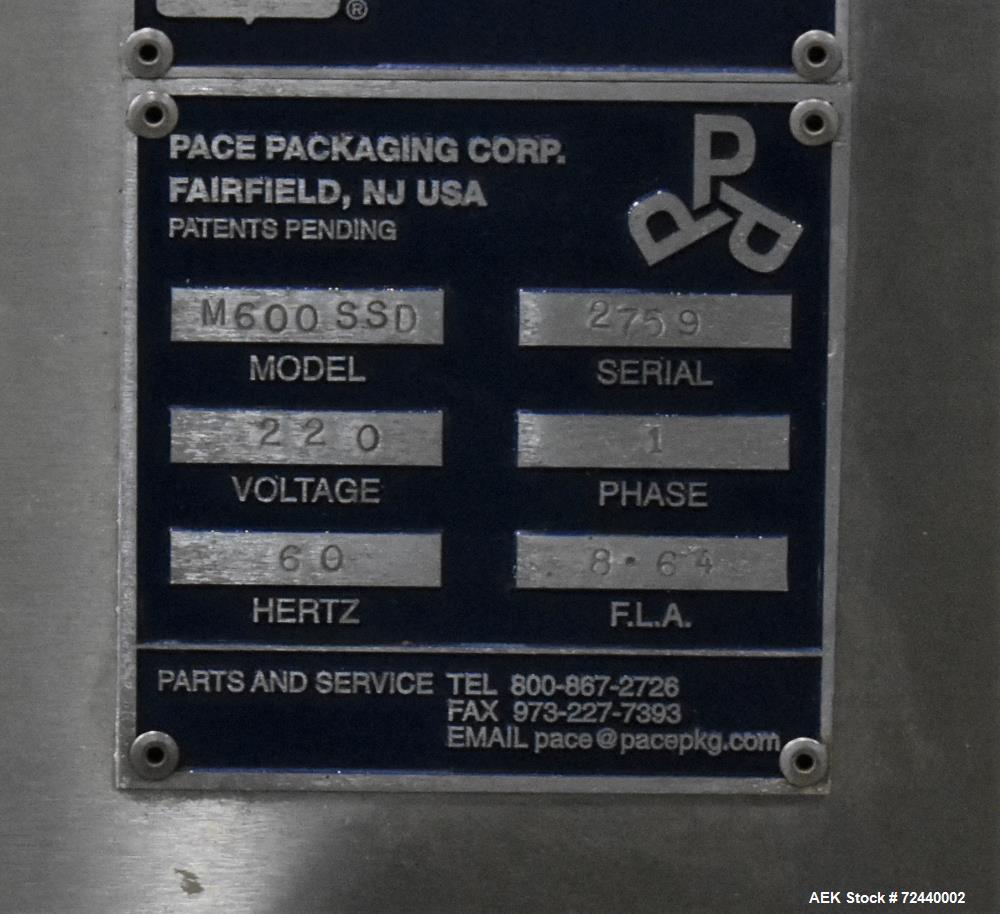 ®
PACE PACKAGING CORP.
FAIRFIELD, NJ USA
PATENTS PENDING
PPP
M600 SSD 2759
MODEL SERIAL
220 1
VOLTAGE PHASE
60 8.64
HERTZ F.L.A.
PARTS AND SERVICE TEL 800-867-2726
FAX 973-227-7393
EMAIL pace@pacepkg.com
AEK Stock # 72440002